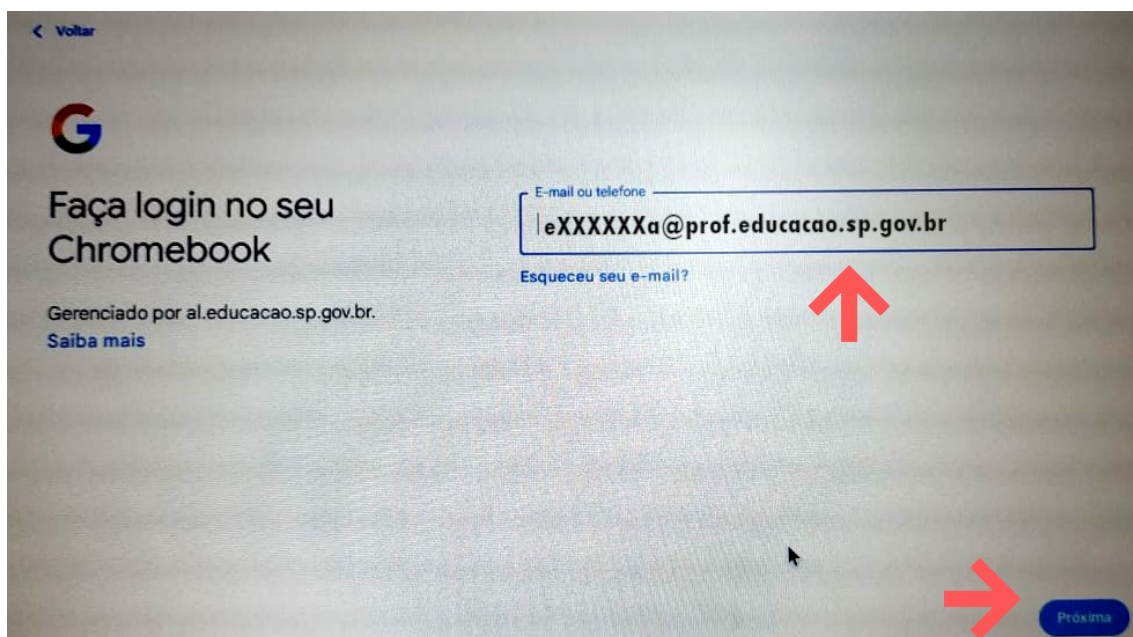 Voltar
Faça login no seu
Chromebook
Gerenciado por al.educacao.sp.gov.br.
Saiba mais
E-mail ou telefone
eXXXXXXa@prof.educacao.sp.gov.br
Esqueceu seu e-mail?
Próxima